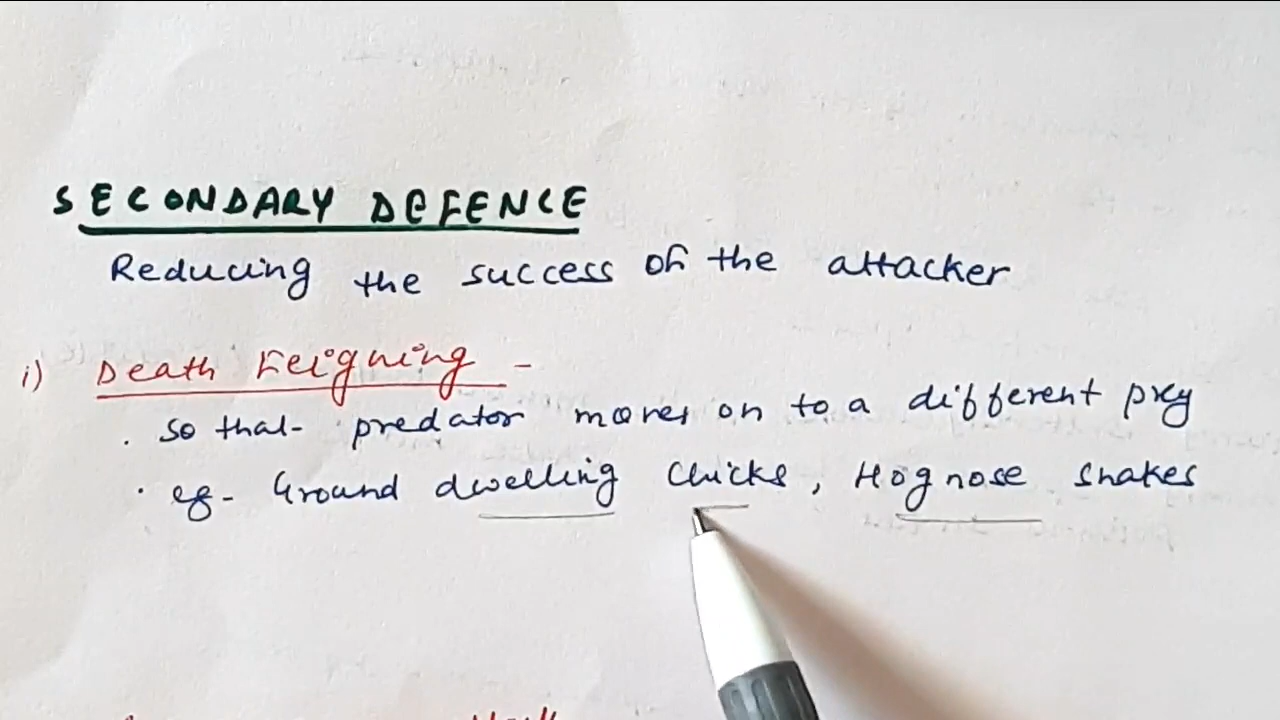 SECONDARY DEFENCE
Reducing the success of the attacker
i) Death Feigning -
. so that predator moves on to a different prey
. eg - Ground dwelling Chicks, Hognose snakes